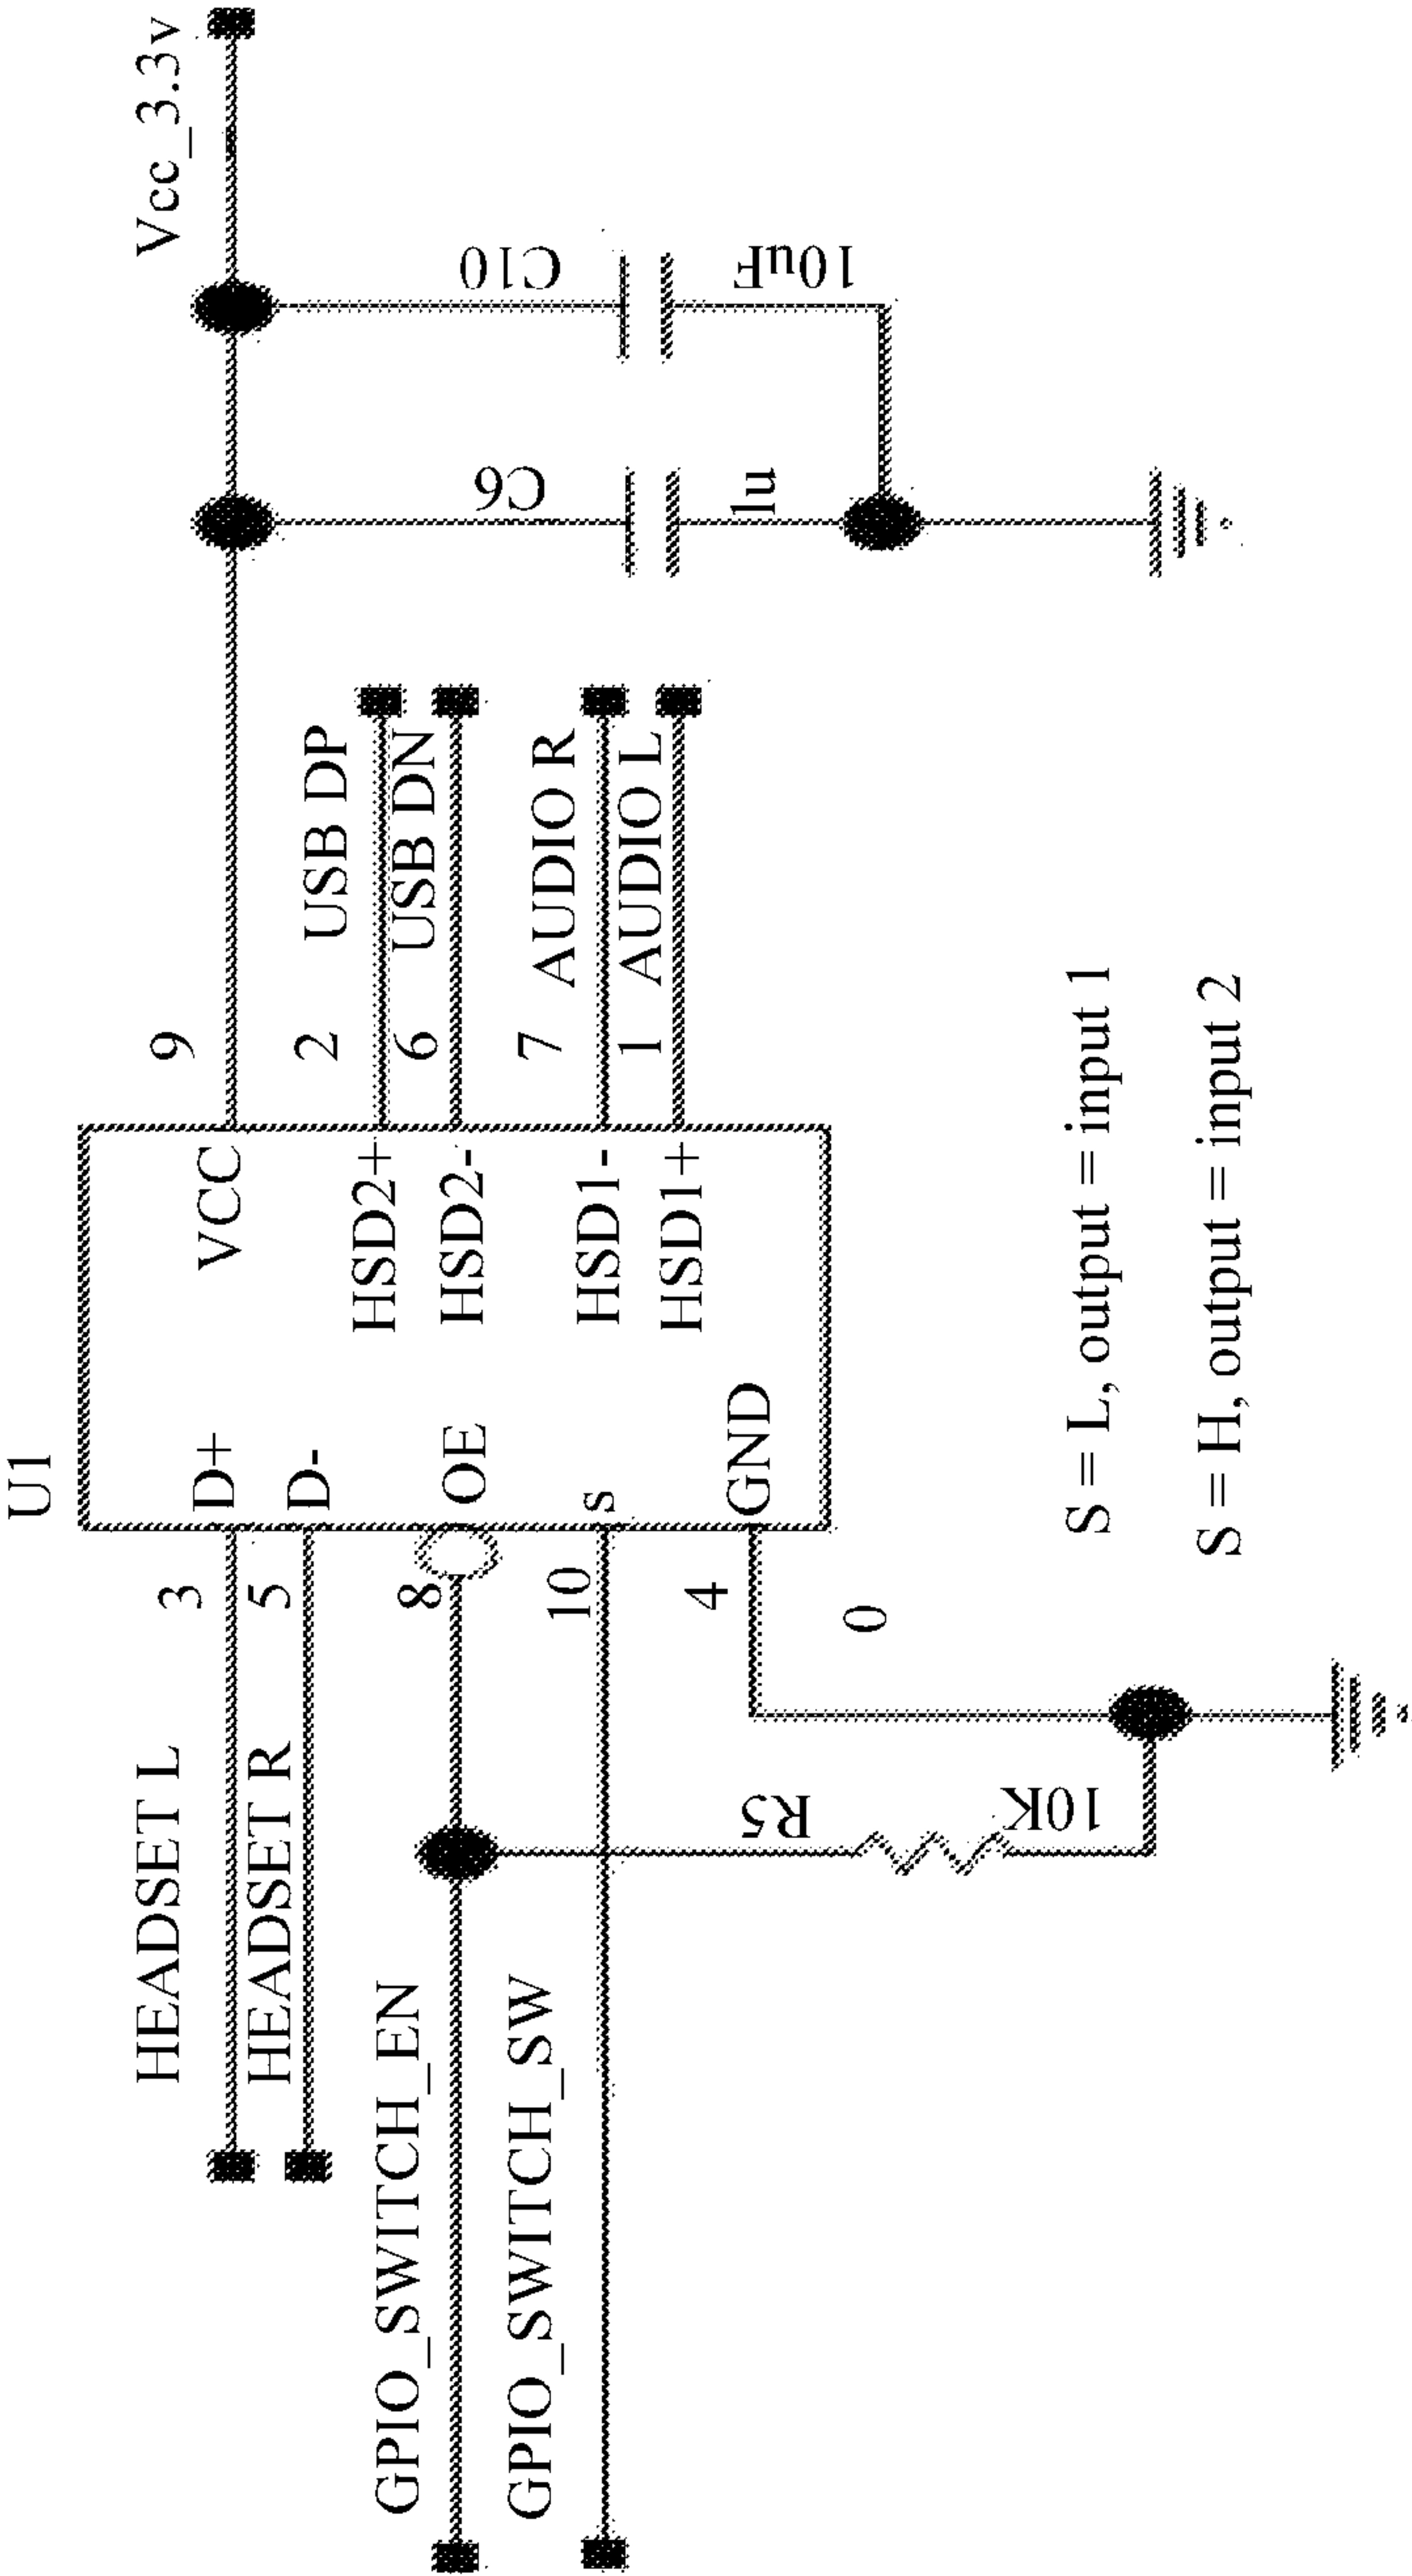 U1
HEADSET L
3
D+
VCC
9
Vcc_3.3v
HEADSET R
5
D-
HSD2+
2
USB DP
GPIO_SWITCH_EN
8
OE
HSD2-
6
USB DN
GPIO_SWITCH_SW
10
s
HSD1-
7
AUDIO R
HSD1+
1
AUDIO L
4
GND
0
C6
1u
C10
10uF
R5
10K
S = L, output = input 1
S = H, output = input 2